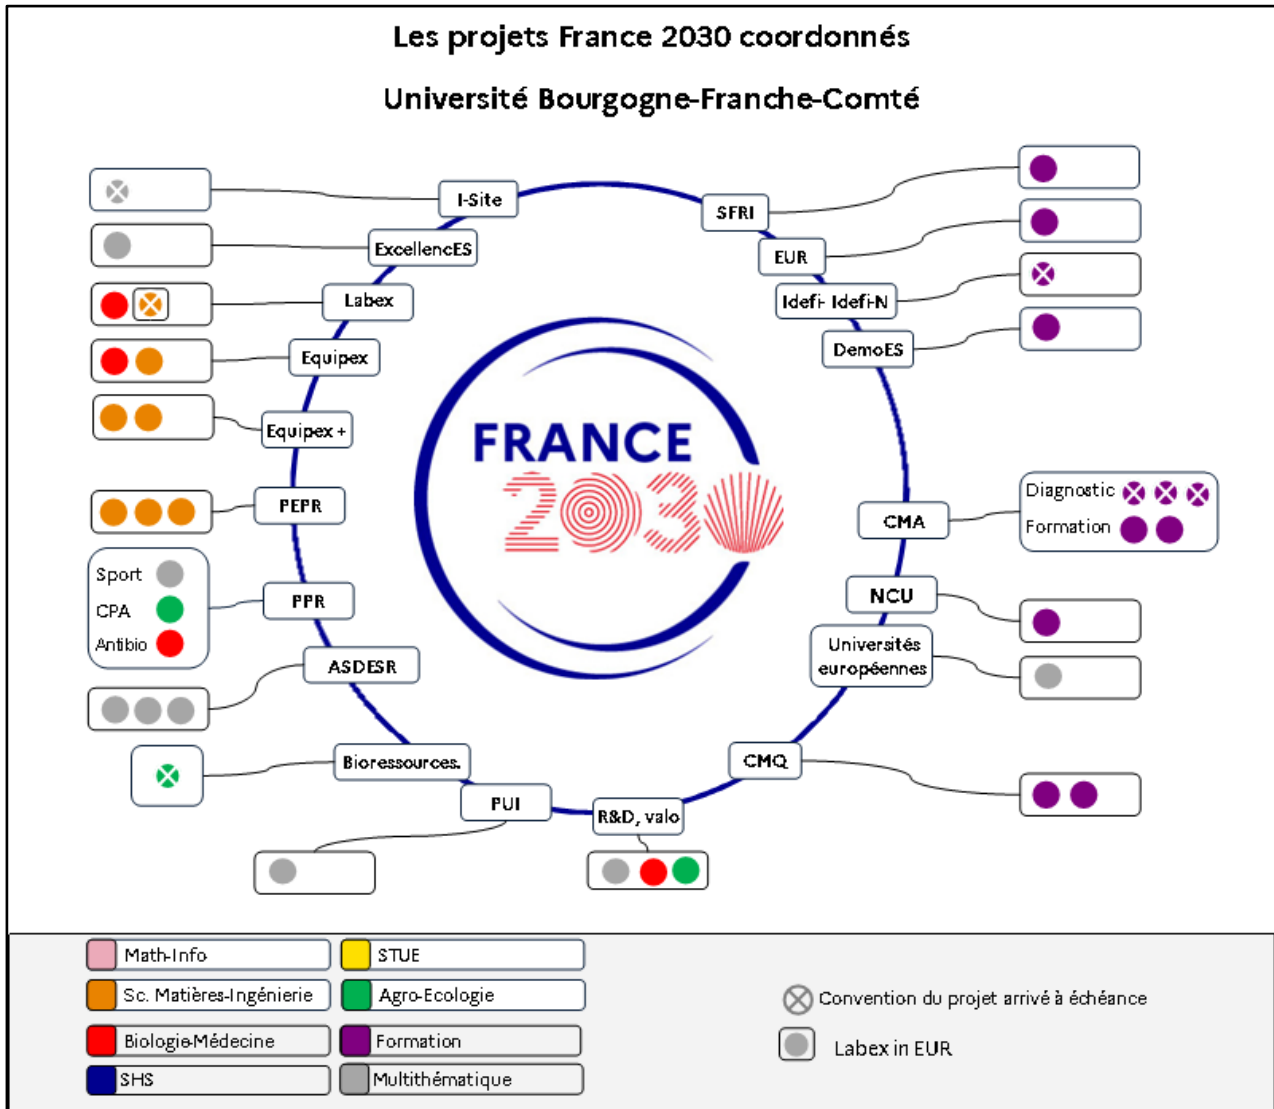 Les projets France 2030 coordonnés
Université Bourgogne-Franche-Comté
I-Site
ExcellencES
Labex
Equipex
Equipex +
PEPR
Sport
CPA
Antibio
PPR
ASDESR
Bioressources.
PUI
R&D, valo
SFRI
EUR
Idefi- Idefi-N
DemoES
CMA
Diagnostic
Formation
NCU
Universités
européennes
CMQ
FRANCE
2030
Math-Info
STUE
Sc. Matières-Ingénierie
Agro-Ecologie
Biologie-Médecine
Formation
SHS
Multithématique
Convention du projet arrivé à échéance
Labex in EUR